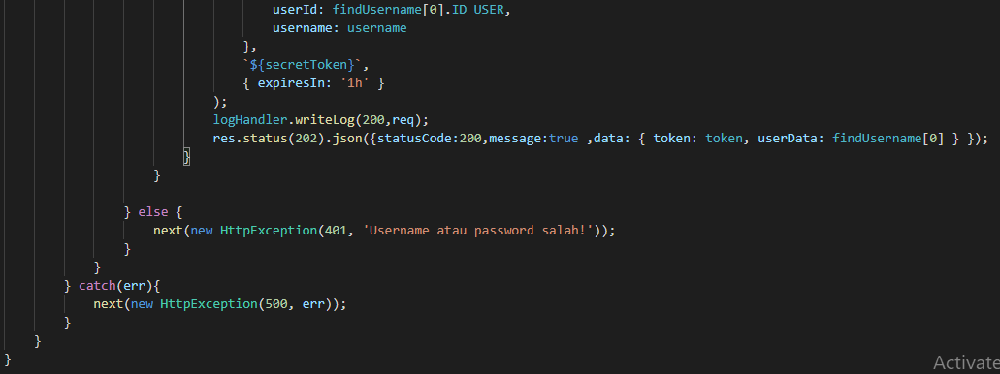 userId: findUsername[0].ID_USER,
username: username
},
`${secretToken}`,
{ expiresIn: '1h' }
);
logHandler.writeLog(200,req);
res.status(202).json({statusCode:200,message:true ,data: { token: token, userData: findUsername[0] } });
}
}
} else {
next(new HttpException(401, 'Username atau password salah!'));
}
}
} catch(err){
next(new HttpException(500, err));
}
}
}
Activate